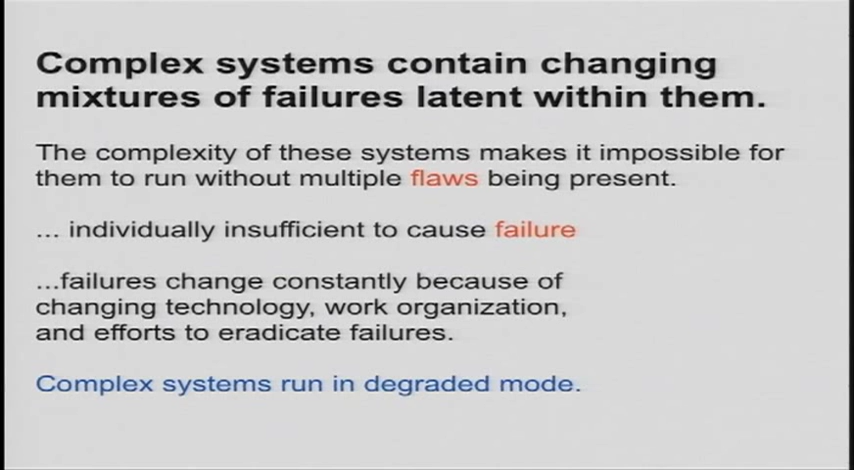 Complex systems contain changing
mixtures of failures latent within them.
The complexity of these systems makes it impossible for
them to run without multiple flaws being present.
... individually insufficient to cause failure
...failures change constantly because of
changing technology, work organization,
and efforts to eradicate failures.
Complex systems run in degraded mode.